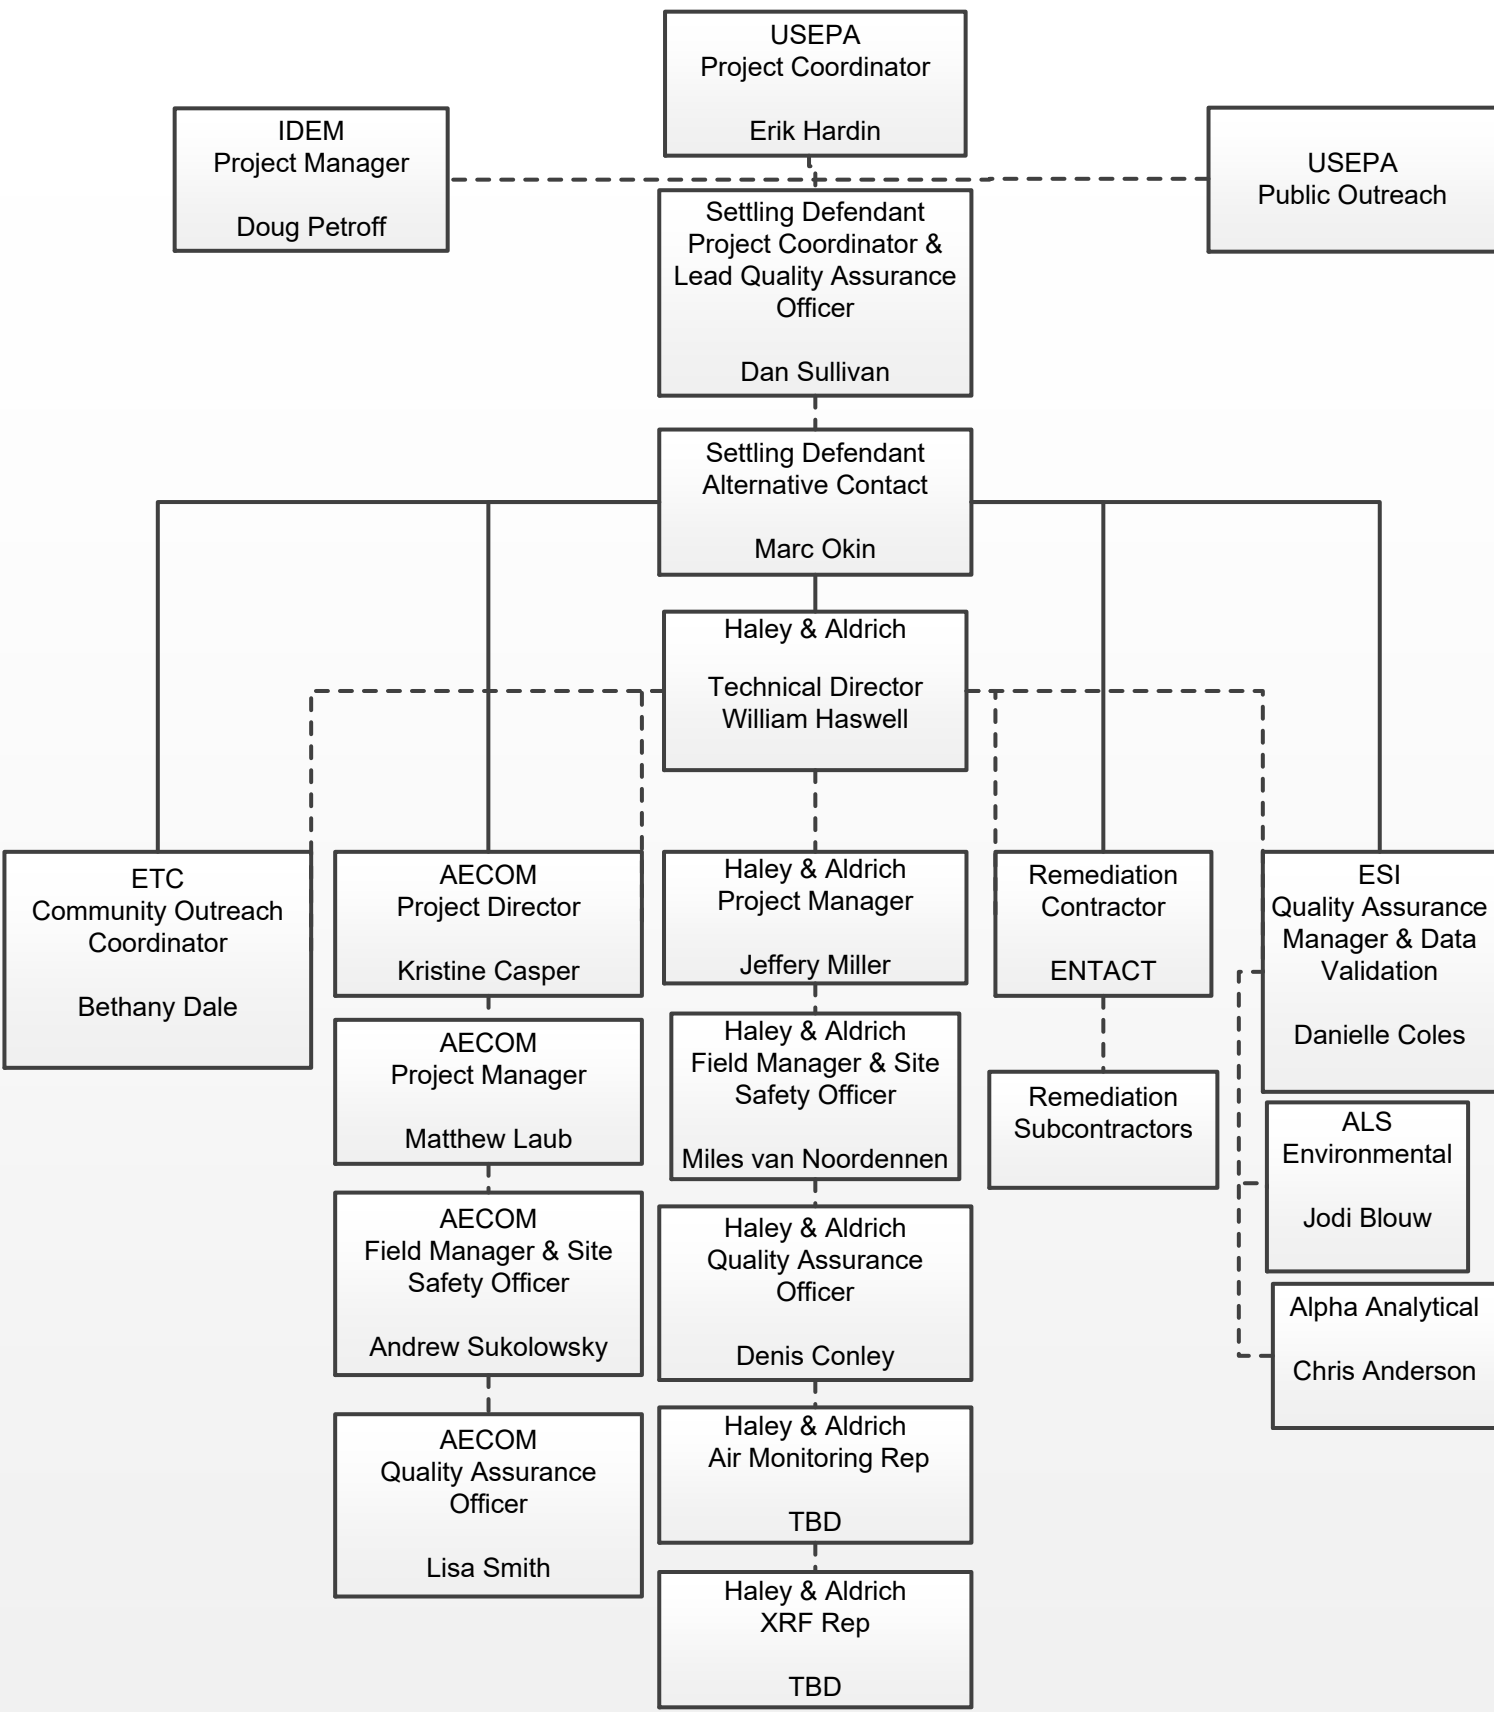 USEPA
Project Coordinator
Erik Hardin
IDEM
Project Manager
Doug Petroff
USEPA
Public Outreach
Settling Defendant
Project Coordinator &
Lead Quality Assurance
Officer
Dan Sullivan
Settling Defendant
Alternative Contact
Marc Okin
Haley & Aldrich
Technical Director
William Haswell
ETC
Community Outreach
Coordinator
Bethany Dale
AECOM
Project Director
Kristine Casper
AECOM
Project Manager
Matthew Laub
AECOM
Field Manager & Site
Safety Officer
Andrew Sukolowsky
AECOM
Quality Assurance
Officer
Lisa Smith
Haley & Aldrich
Project Manager
Jeffery Miller
Haley & Aldrich
Field Manager & Site
Safety Officer
Miles van Noordennen
Haley & Aldrich
Quality Assurance
Officer
Denis Conley
Haley & Aldrich
Air Monitoring Rep
TBD
Haley & Aldrich
XRF Rep
TBD
Remediation
Contractor
ENTACT
Remediation
Subcontractors
ESI
Quality Assurance
Manager & Data
Validation
Danielle Coles
ALS
Environmental
Jodi Blouw
Alpha Analytical
Chris Anderson